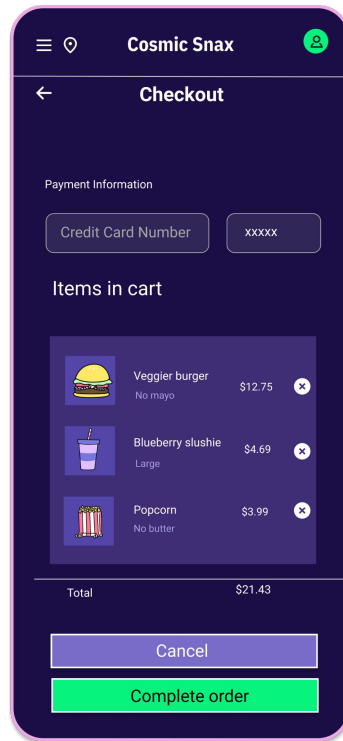 Cosmic Snax
Checkout
Payment Information
Credit Card Number xxxxx
Items in cart
Veggier burger $12.75
No mayo
Blueberry slushie $4.69
Large
Popcorn $3.99
No butter
Total $21.43
Cancel
Complete order